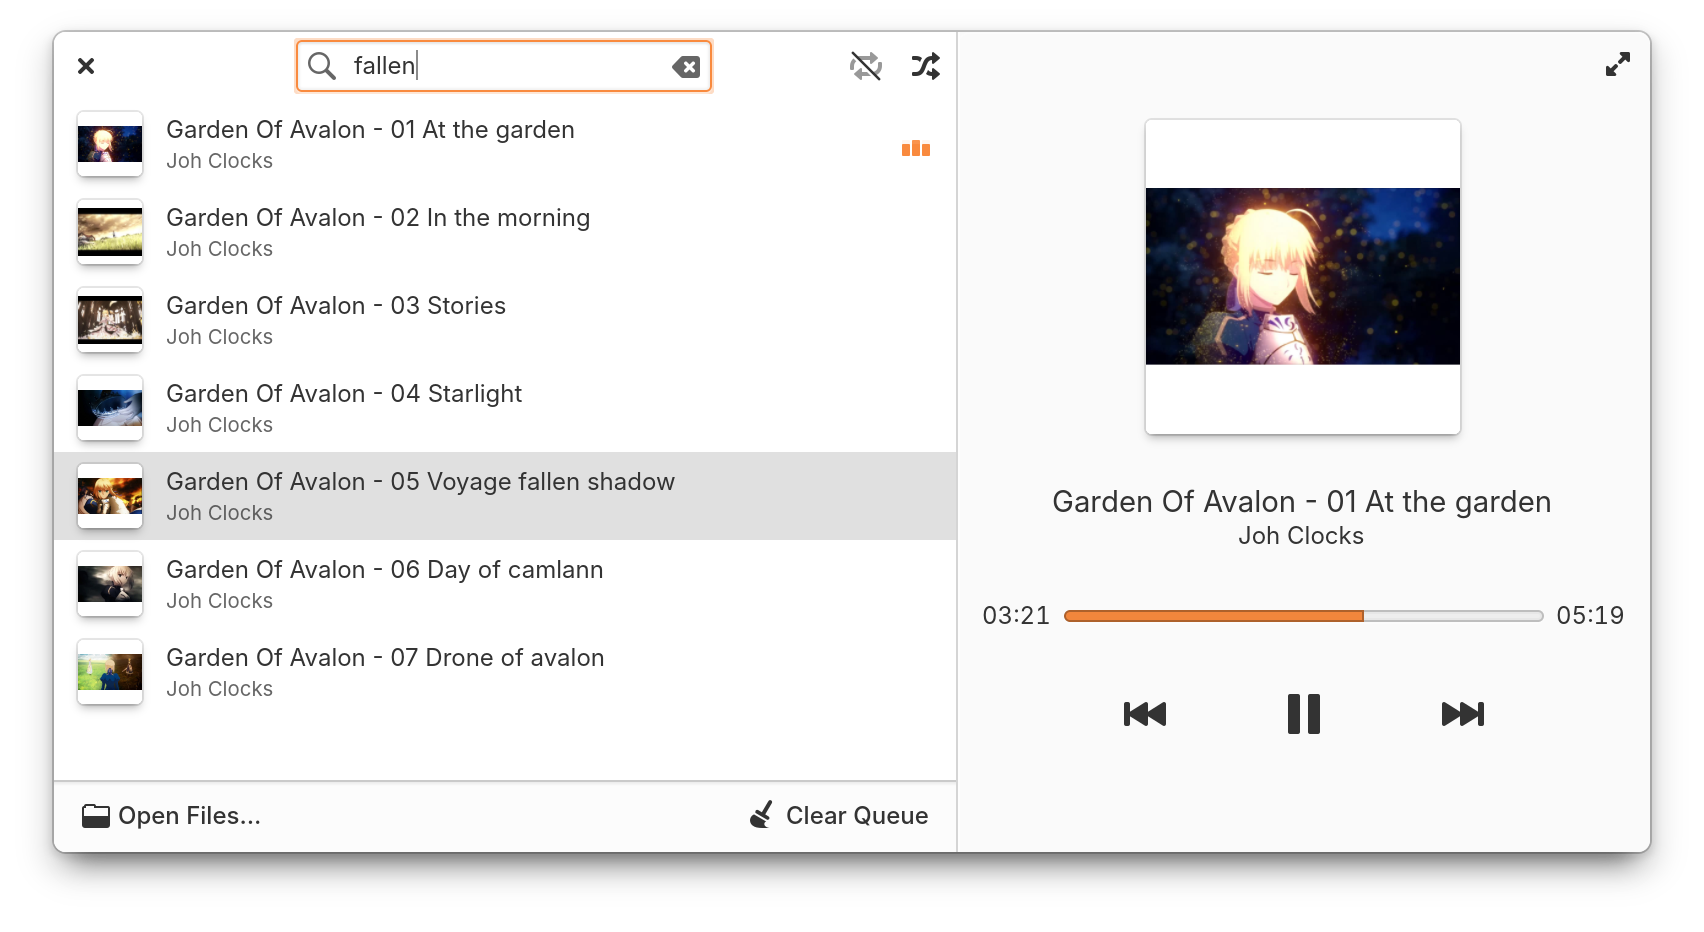 fallen
Garden Of Avalon - 01 At the garden
Joh Clocks
Garden Of Avalon - 02 In the morning
Joh Clocks
Garden Of Avalon - 03 Stories
Joh Clocks
Garden Of Avalon - 04 Starlight
Joh Clocks
Garden Of Avalon - 05 Voyage fallen shadow
Joh Clocks
Garden Of Avalon - 06 Day of camlann
Joh Clocks
Garden Of Avalon - 07 Drone of avalon
Joh Clocks
Open Files...
Clear Queue
Garden Of Avalon - 01 At the garden
Joh Clocks
03:21
05:19